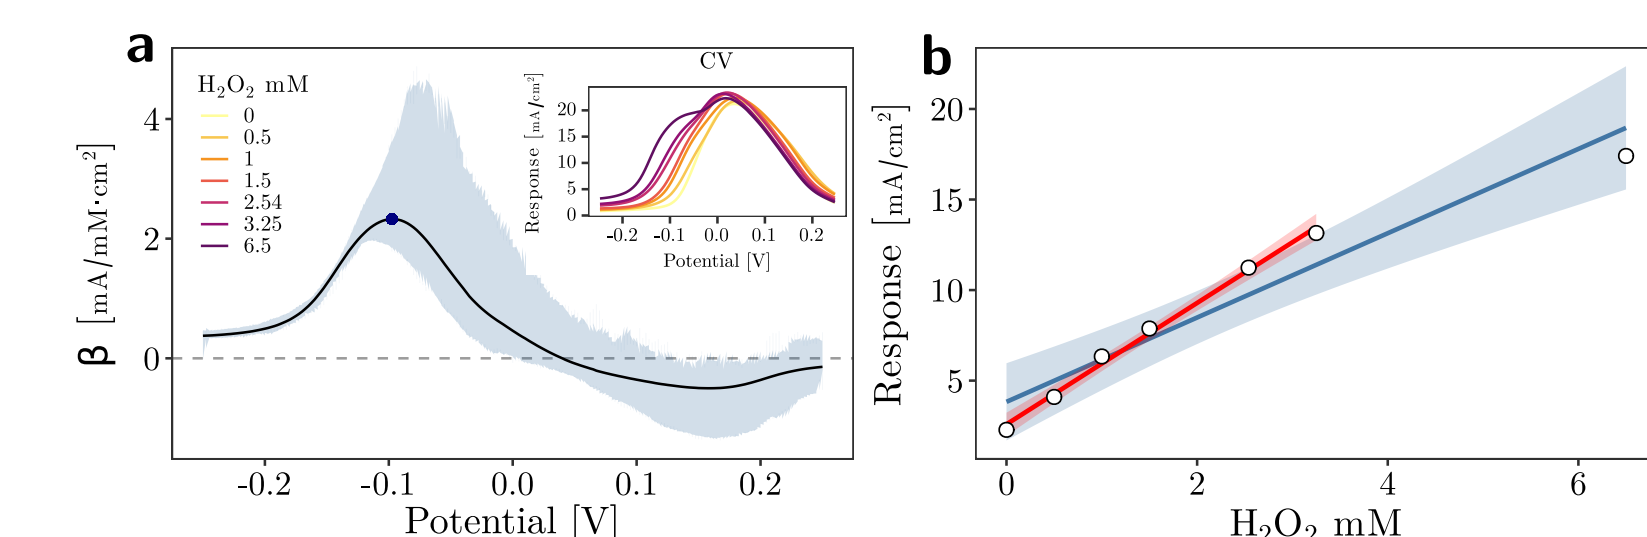 a
H₂O₂ mM
0
0.5
1
1.5
2.54
3.25
6.5
β [mA/mM·cm²]
4
2
0
-0.2 -0.1 0.0 0.1 0.2
Potential [V]
CV
Response [mA/cm²]
20
15
10
5
0
-0.2 -0.1 0.0 0.1 0.2
Potential [V]
b
Response [mA/cm²]
20
15
10
5
0 2 4 6
H₂O₂ mM